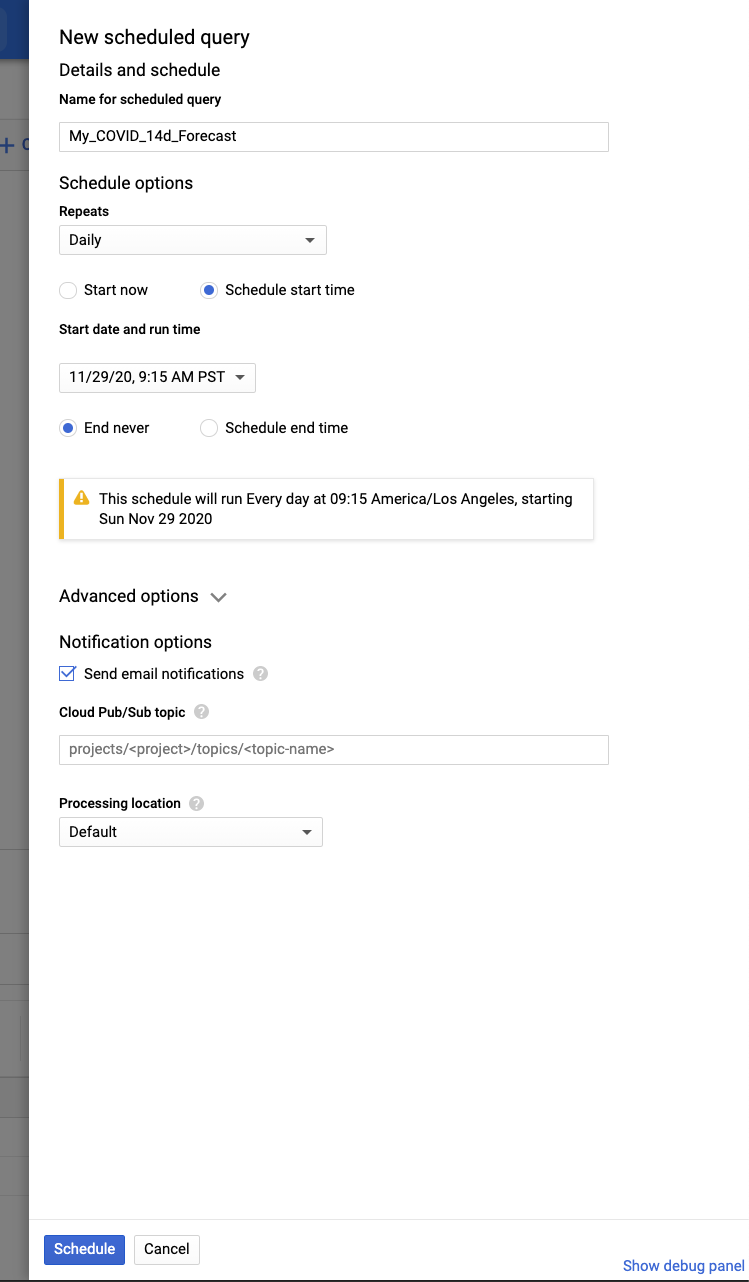 New scheduled query
Details and schedule
Name for scheduled query
My_COVID_14d_Forecast
Schedule options
Repeats
Daily
Start now
Schedule start time
Start date and run time
11/29/20, 9:15 AM PST
End never
Schedule end time
This schedule will run Every day at 09:15 America/Los Angeles, starting
Sun Nov 29 2020
Advanced options
Notification options
Send email notifications
Cloud Pub/Sub topic
projects/<project>/topics/<topic-name>
Processing location
Default
Schedule
Cancel
Show debug panel